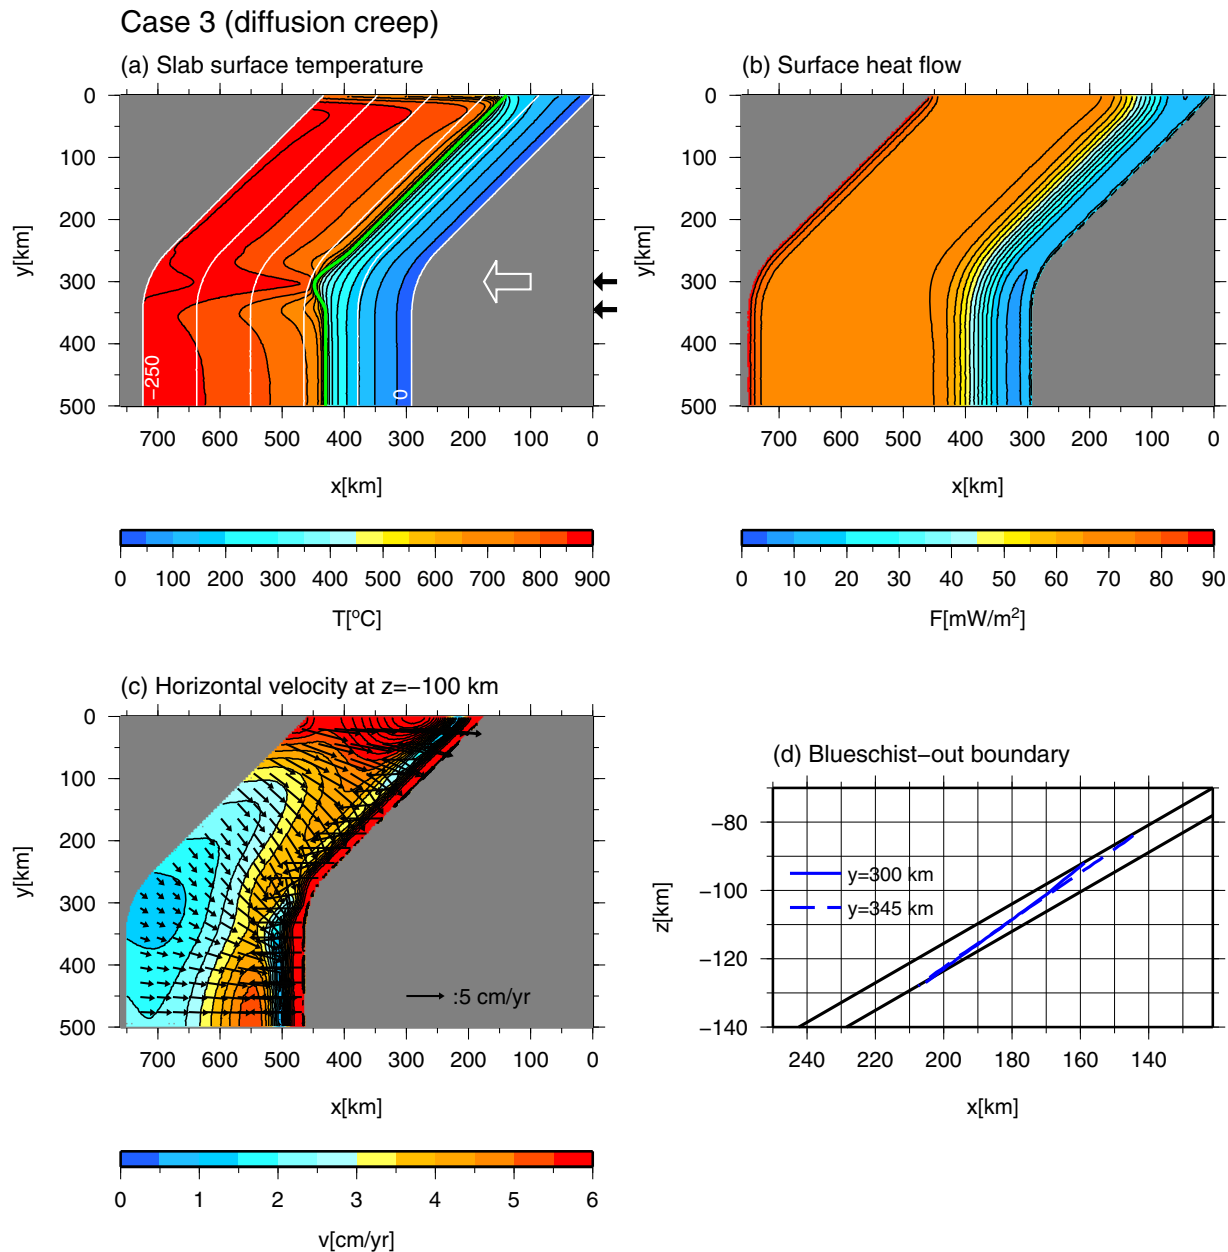 Case 3 (diffusion creep)
(a) Slab surface temperature
0
100
200
300
400
500
y[km]
−250
0
700 600 500 400 300 200 100 0
x[km]
0 100 200 300 400 500 600 700 800 900
T[°C]
(b) Surface heat flow
0
100
200
300
400
500
y[km]
700 600 500 400 300 200 100 0
x[km]
0 10 20 30 40 50 60 70 80 90
F[mW/m²]
(c) Horizontal velocity at z=−100 km
0
100
200
300
400
500
y[km]
:5 cm/yr
700 600 500 400 300 200 100 0
x[km]
0 1 2 3 4 5 6
v[cm/yr]
(d) Blueschist−out boundary
−80
−100
−120
−140
z[km]
y=300 km
y=345 km
240 220 200 180 160 140
x[km]